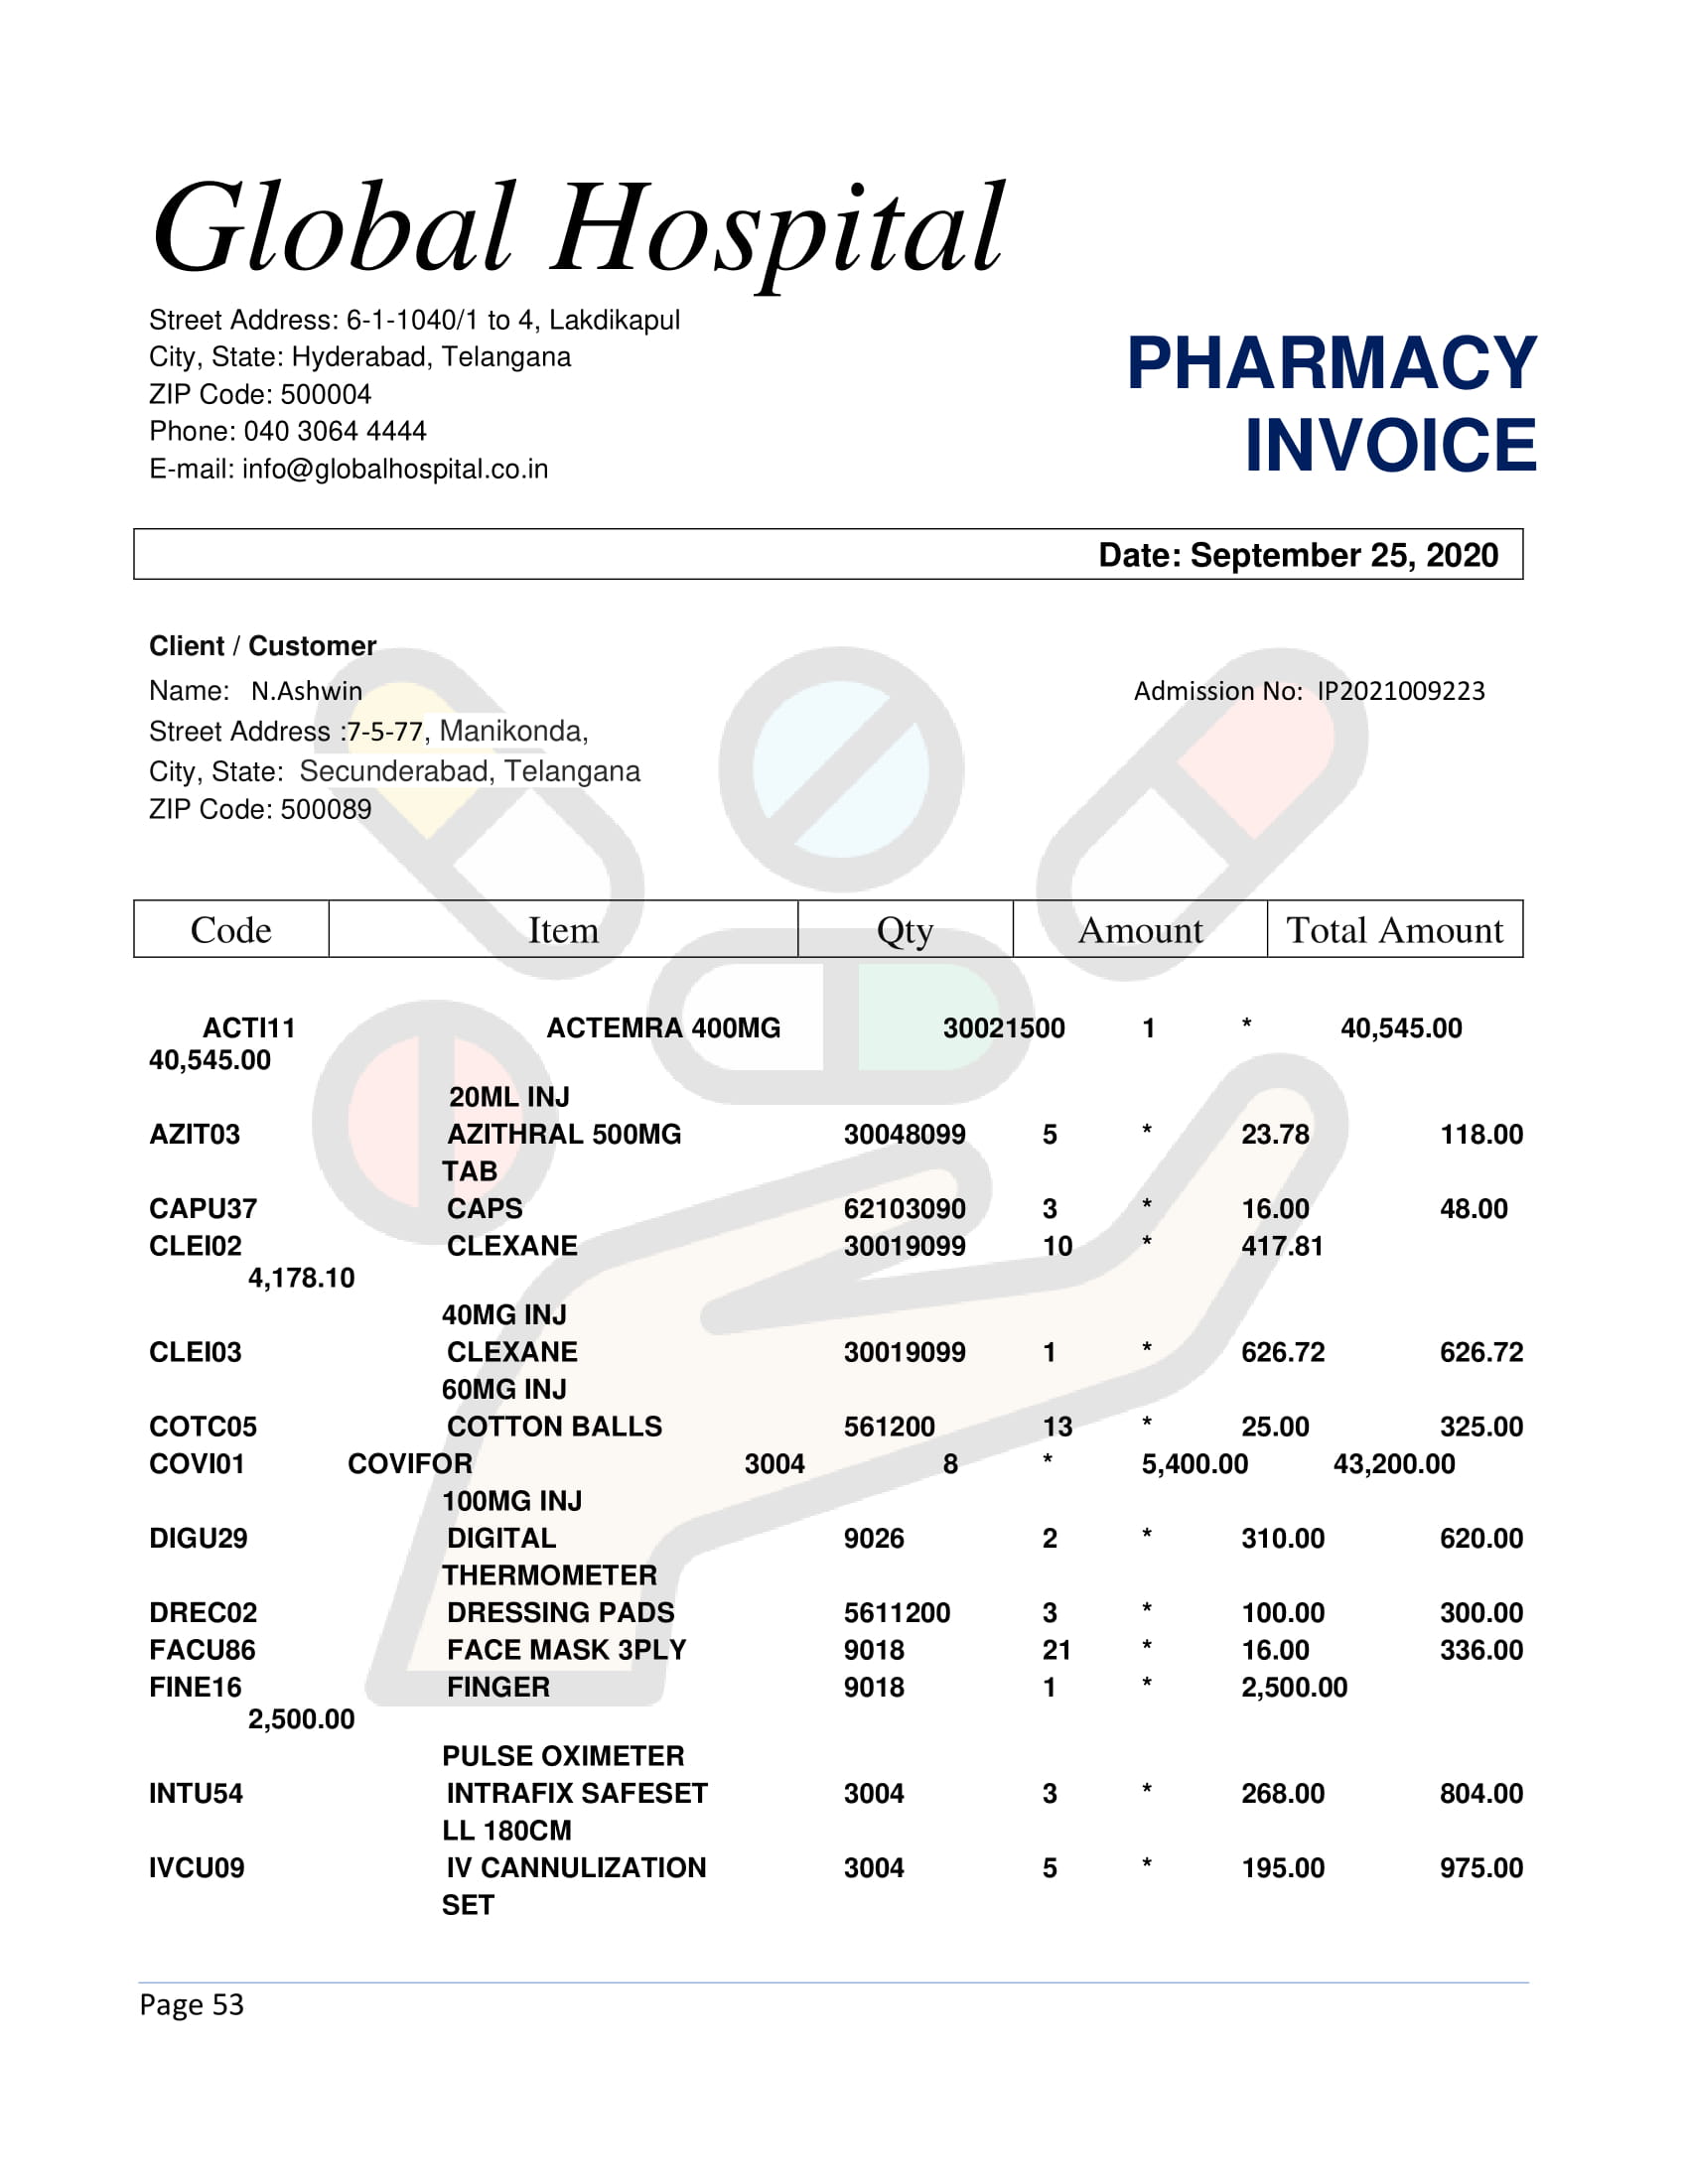 Global Hospital
Street Address: 6-1-1040/1 to 4, Lakdikapul
City, State: Hyderabad, Telangana
ZIP Code: 500004
Phone: 040 3064 4444
E-mail: info@globalhospital.co.in
PHARMACY
INVOICE
Date: September 25, 2020
Client / Customer
Name: N.Ashwin Admission No: IP2021009223
Street Address :7-5-77, Manikonda,
City, State: Secunderabad, Telangana
ZIP Code: 500089
Code Item Qty Amount Total Amount
ACTI11 ACTEMRA 400MG 30021500 1 * 40,545.00
40,545.00
20ML INJ
AZIT03 AZITHRAL 500MG 30048099 5 * 23.78 118.00
TAB
CAPU37 CAPS 62103090 3 * 16.00 48.00
CLEI02 CLEXANE 30019099 10 * 417.81
4,178.10
40MG INJ
CLEI03 CLEXANE 30019099 1 * 626.72 626.72
60MG INJ
COTC05 COTTON BALLS 561200 13 * 25.00 325.00
COVI01 COVIFOR 3004 8 * 5,400.00 43,200.00
100MG INJ
DIGU29 DIGITAL 9026 2 * 310.00 620.00
THERMOMETER
DREC02 DRESSING PADS 5611200 3 * 100.00 300.00
FACU86 FACE MASK 3PLY 9018 21 * 16.00 336.00
FINE16 FINGER 9018 1 * 2,500.00
2,500.00
PULSE OXIMETER
INTU54 INTRAFIX SAFESET 3004 3 * 268.00 804.00
LL 180CM
IVCU09 IV CANNULIZATION 3004 5 * 195.00 975.00
SET
Page 53